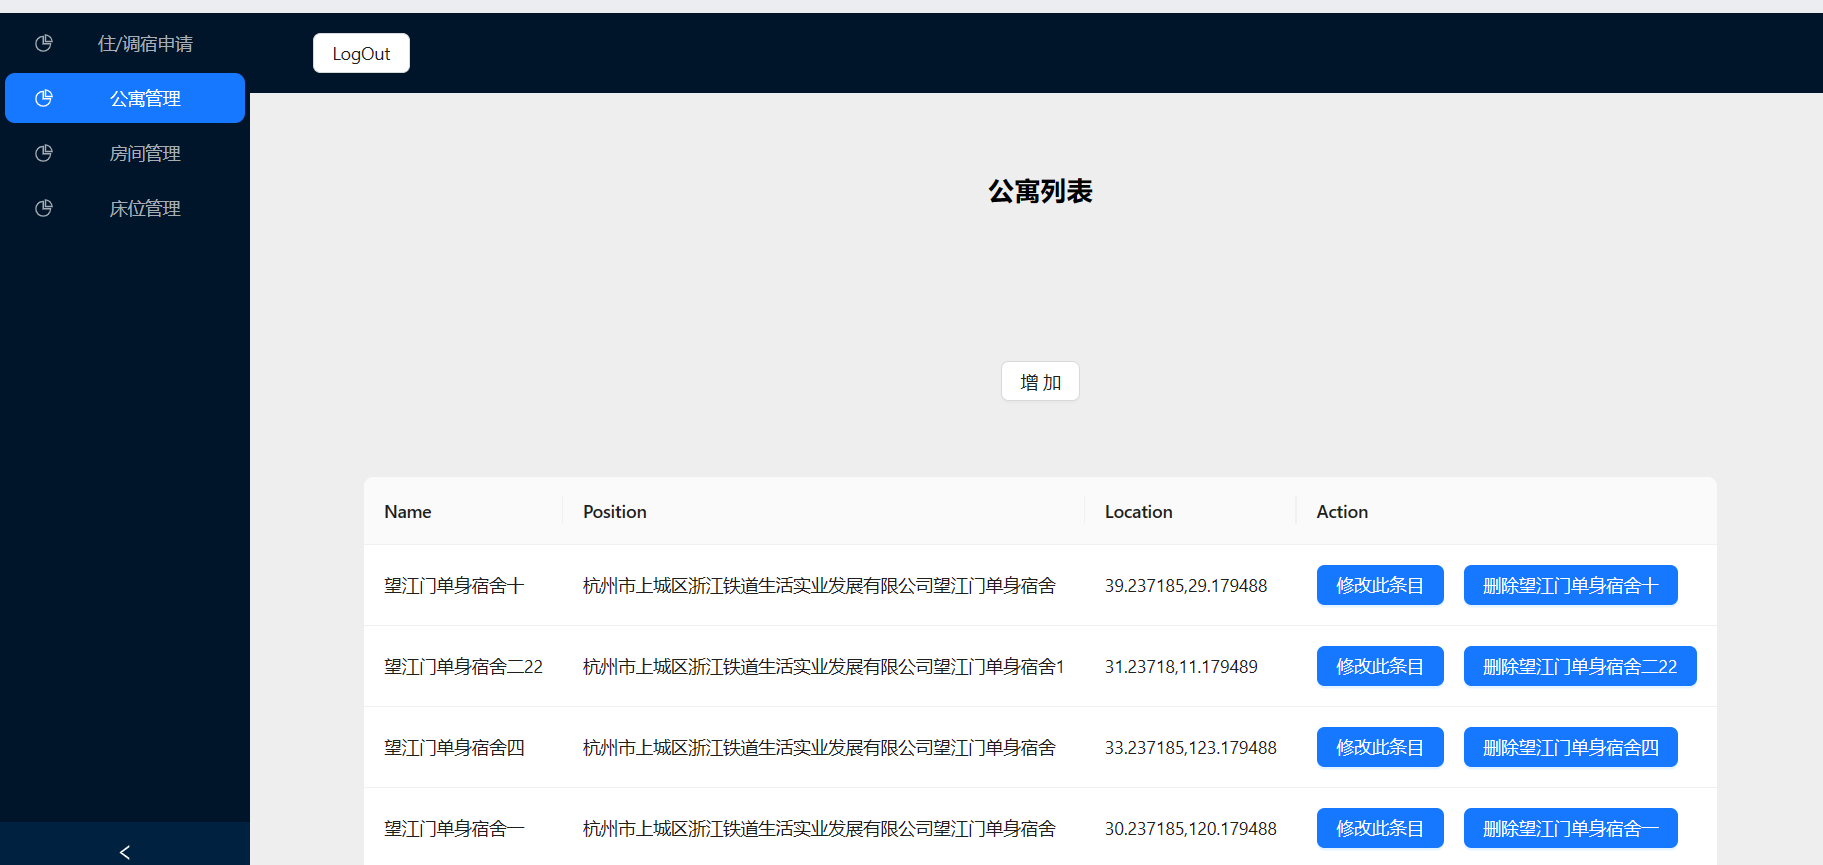 住/调宿申请
LogOut
公寓管理
房间管理
床位管理
公寓列表
增 加
Name Position Location Action
望江门单身宿舍十 杭州市上城区浙江铁道生活实业发展有限公司望江门单身宿舍 39.237185,29.179488 修改此条目 删除望江门单身宿舍十
望江门单身宿舍二22 杭州市上城区浙江铁道生活实业发展有限公司望江门单身宿舍1 31.23718,11.179489 修改此条目 删除望江门单身宿舍二22
望江门单身宿舍四 杭州市上城区浙江铁道生活实业发展有限公司望江门单身宿舍 33.237185,123.179488 修改此条目 删除望江门单身宿舍四
望江门单身宿舍一 杭州市上城区浙江铁道生活实业发展有限公司望江门单身宿舍 30.237185,120.179488 修改此条目 删除望江门单身宿舍一